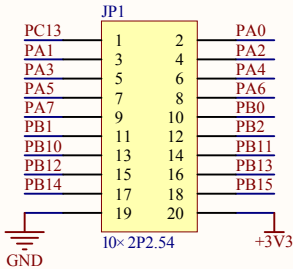 JP1
PC13 1 2 PA0
PA1 3 4 PA2
PA3 5 6 PA4
PA5 7 8 PA6
PA7 9 10 PB0
PB1 11 12 PB2
PB10 13 14 PB11
PB12 15 16 PB13
PB14 17 18 PB15
19 20
GND 10×2P2.54 +3V3